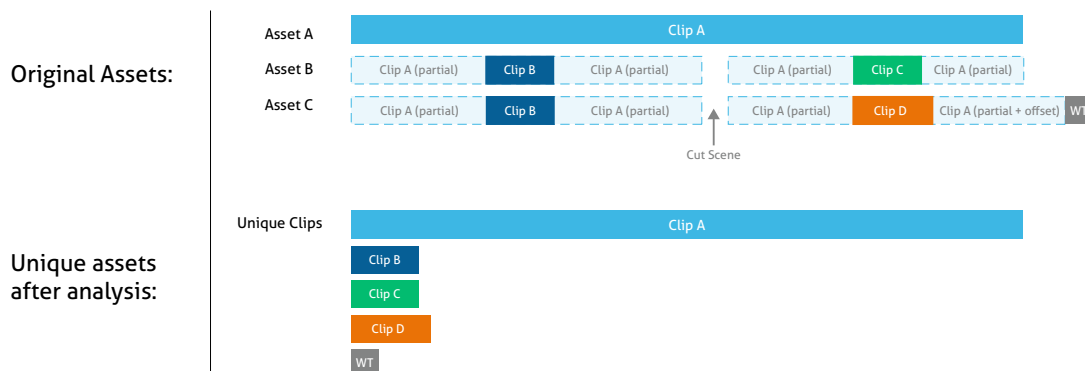 Original Assets:
Asset A
Clip A
Asset B
Clip A (partial) Clip B Clip A (partial) Clip A (partial) Clip C Clip A (partial)
Asset C
Clip A (partial) Clip B Clip A (partial) Clip A (partial) Clip D Clip A (partial + offset) WT
Cut Scene
Unique assets
after analysis:
Unique Clips
Clip A
Clip B
Clip C
Clip D
WT